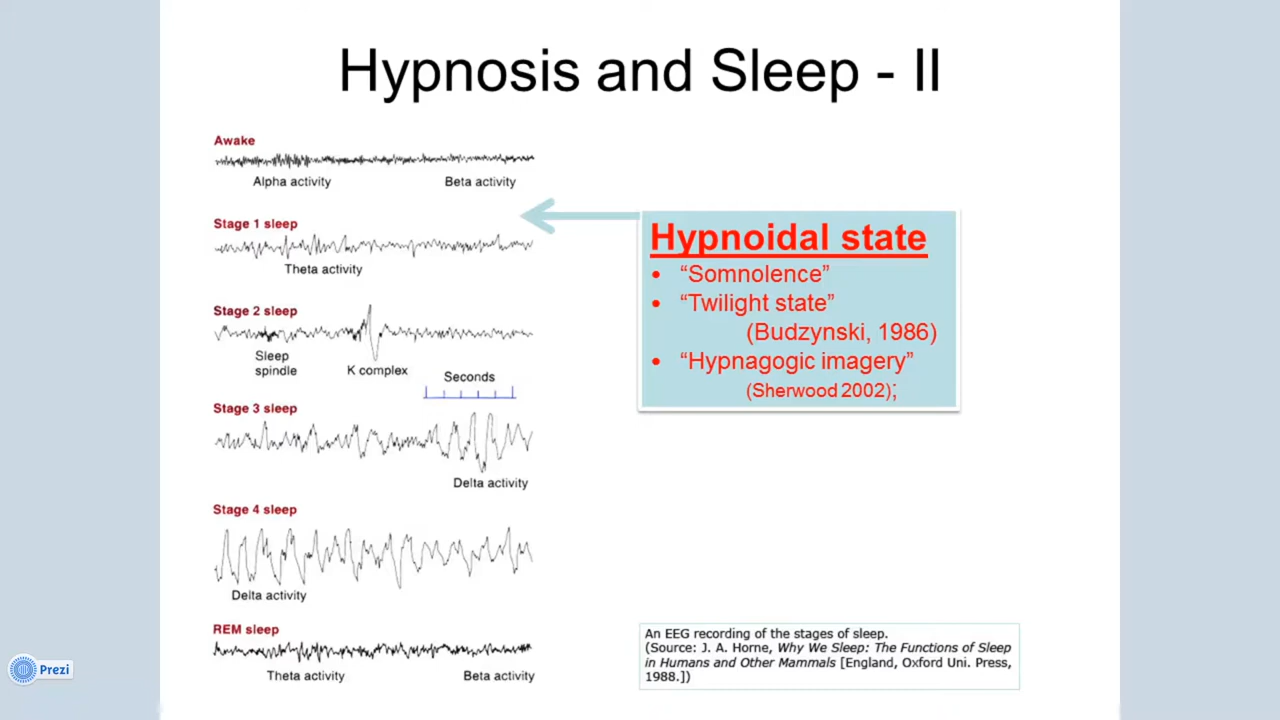 Hypnosis and Sleep - II
Awake
Alpha activity
Beta activity
Stage 1 sleep
Theta activity
Stage 2 sleep
Sleep
spindle
K complex
Seconds
Stage 3 sleep
Delta activity
Stage 4 sleep
Delta activity
REM sleep
Theta activity
Beta activity
Hypnoidal state
• “Somnolence”
• “Twilight state”
(Budzynski, 1986)
• “Hypnagogic imagery”
(Sherwood 2002);
An EEG recording of the stages of sleep.
(Source: J. A. Horne, Why We Sleep: The Functions of Sleep
in Humans and Other Mammals [England, Oxford Uni. Press,
1988.])
Prezi